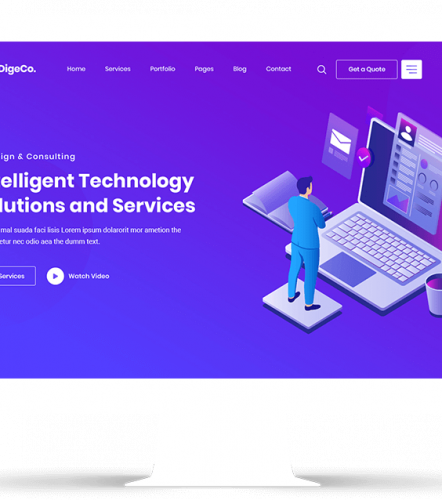 DigeCo.
Home Services Portfolio Pages Blog Contact Get a Quote
ign & Consulting
elligent Technology
lutions and Services
mal suada faci lisis Lorem ipsum dolarorit mor ametion the
etur nec odio aea the dumm text.
Services Watch Video